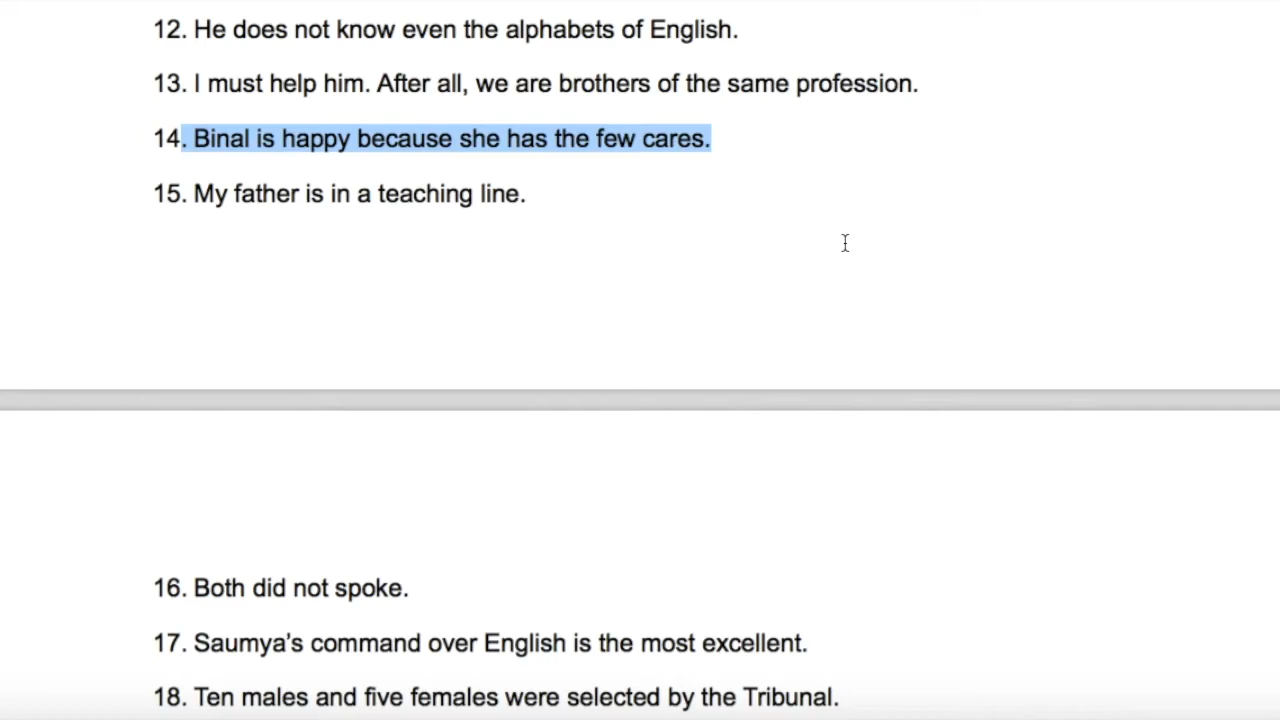 12. He does not know even the alphabets of English.
13. I must help him. After all, we are brothers of the same profession.
14. Binal is happy because she has the few cares.
15. My father is in a teaching line.
16. Both did not spoke.
17. Saumya’s command over English is the most excellent.
18. Ten males and five females were selected by the Tribunal.